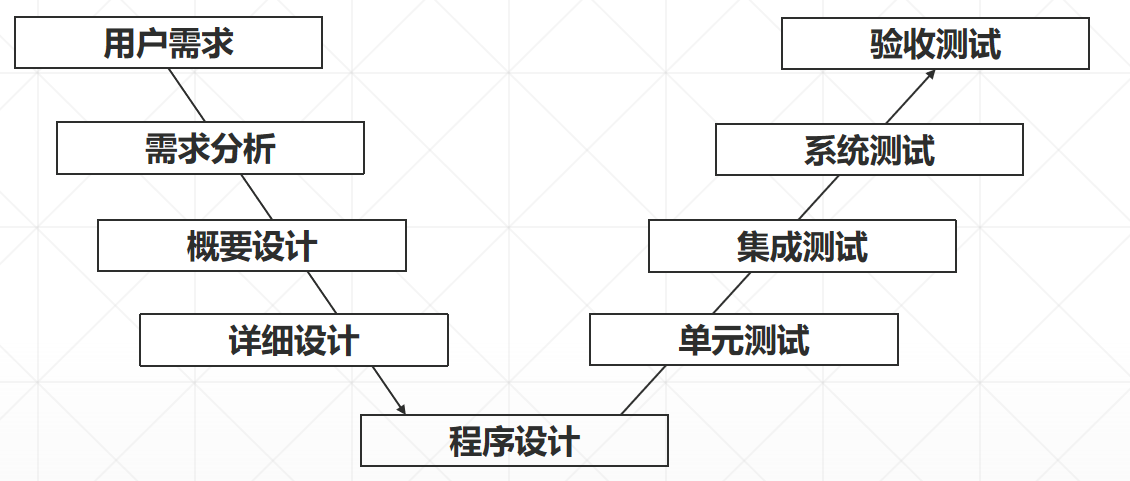 用户需求
验收测试
需求分析
系统测试
概要设计
集成测试
详细设计
单元测试
程序设计